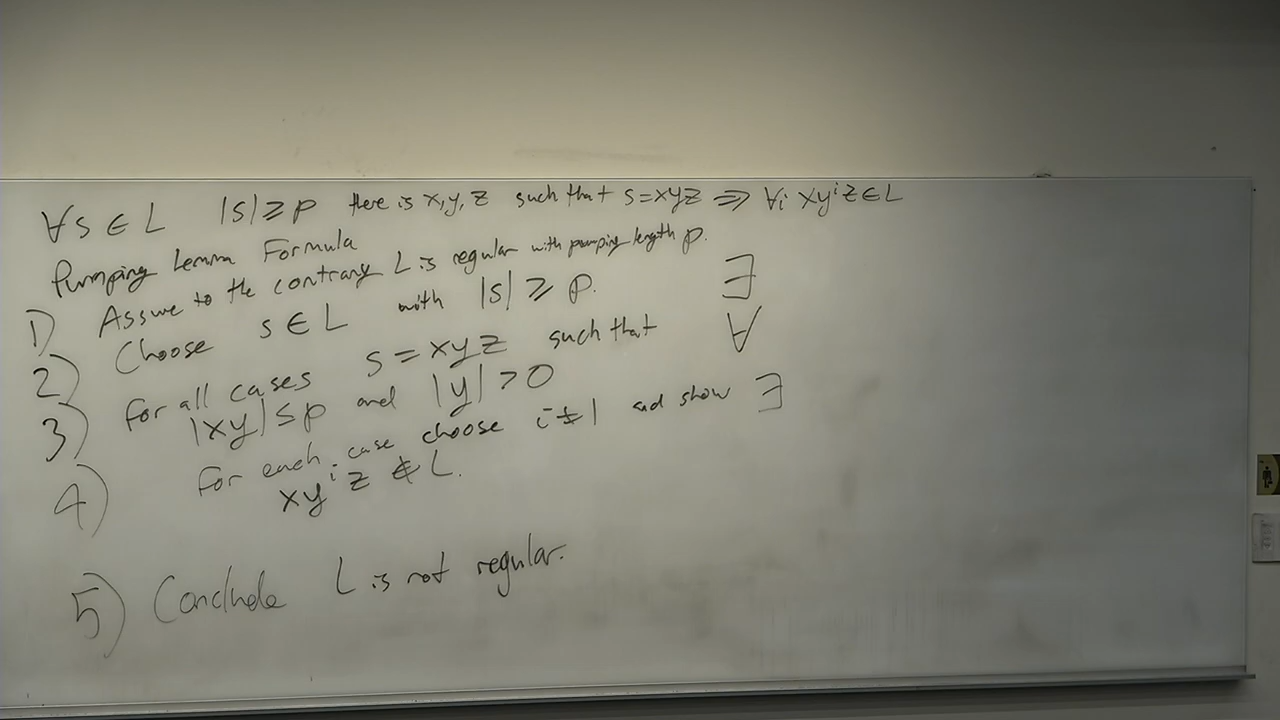 ∀s ∈ L |s| ≥ p there is x, y, z such that s = xyz ⇒ ∀i xyⁱz ∈ L
Pumping Lemma Formula
1) Assume to the contrary L is regular with pumping length p.
2) Choose s ∈ L with |s| ≥ p. ∃
3) For all cases s = xyz such that ∀
|xy| ≤ p and |y| > 0
4) For each case choose i ≠ 1 and show ∃
xyⁱz ∉ L.
5) Conclude L is not regular.